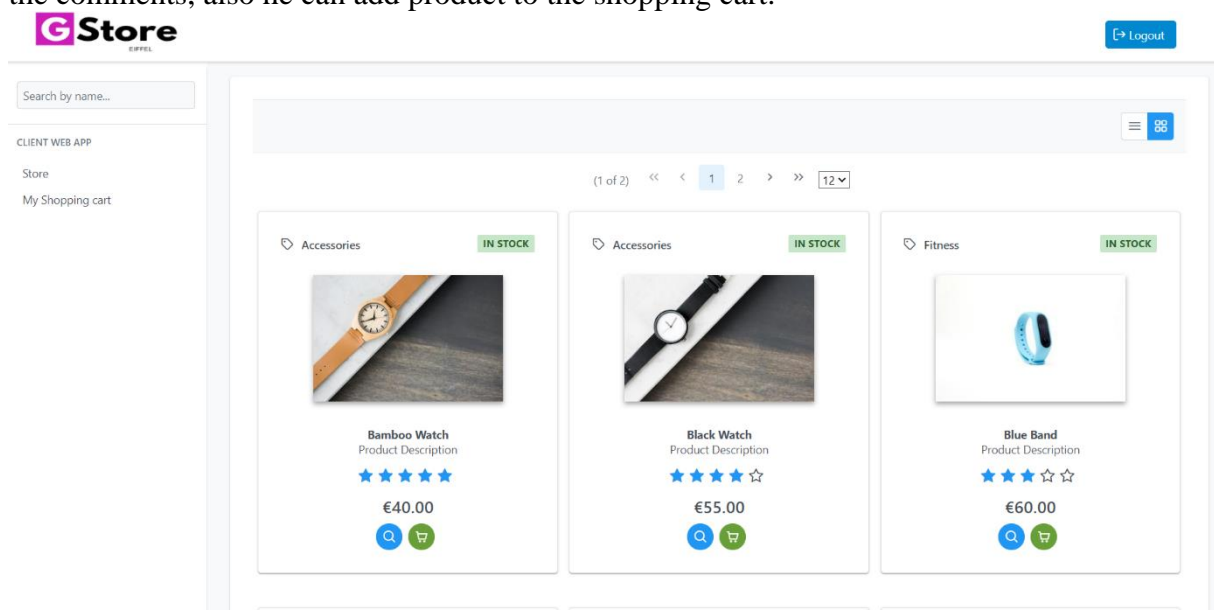 the comments, also he can add product to the shopping cart.
GStore
EIFFEL
Logout
Search by name...
CLIENT WEB APP
Store
My Shopping cart
(1 of 2) « ‹ 1 2 › » 12
Accessories IN STOCK
Accessories IN STOCK
Fitness IN STOCK
Bamboo Watch
Product Description
€40.00
Black Watch
Product Description
€55.00
Blue Band
Product Description
€60.00